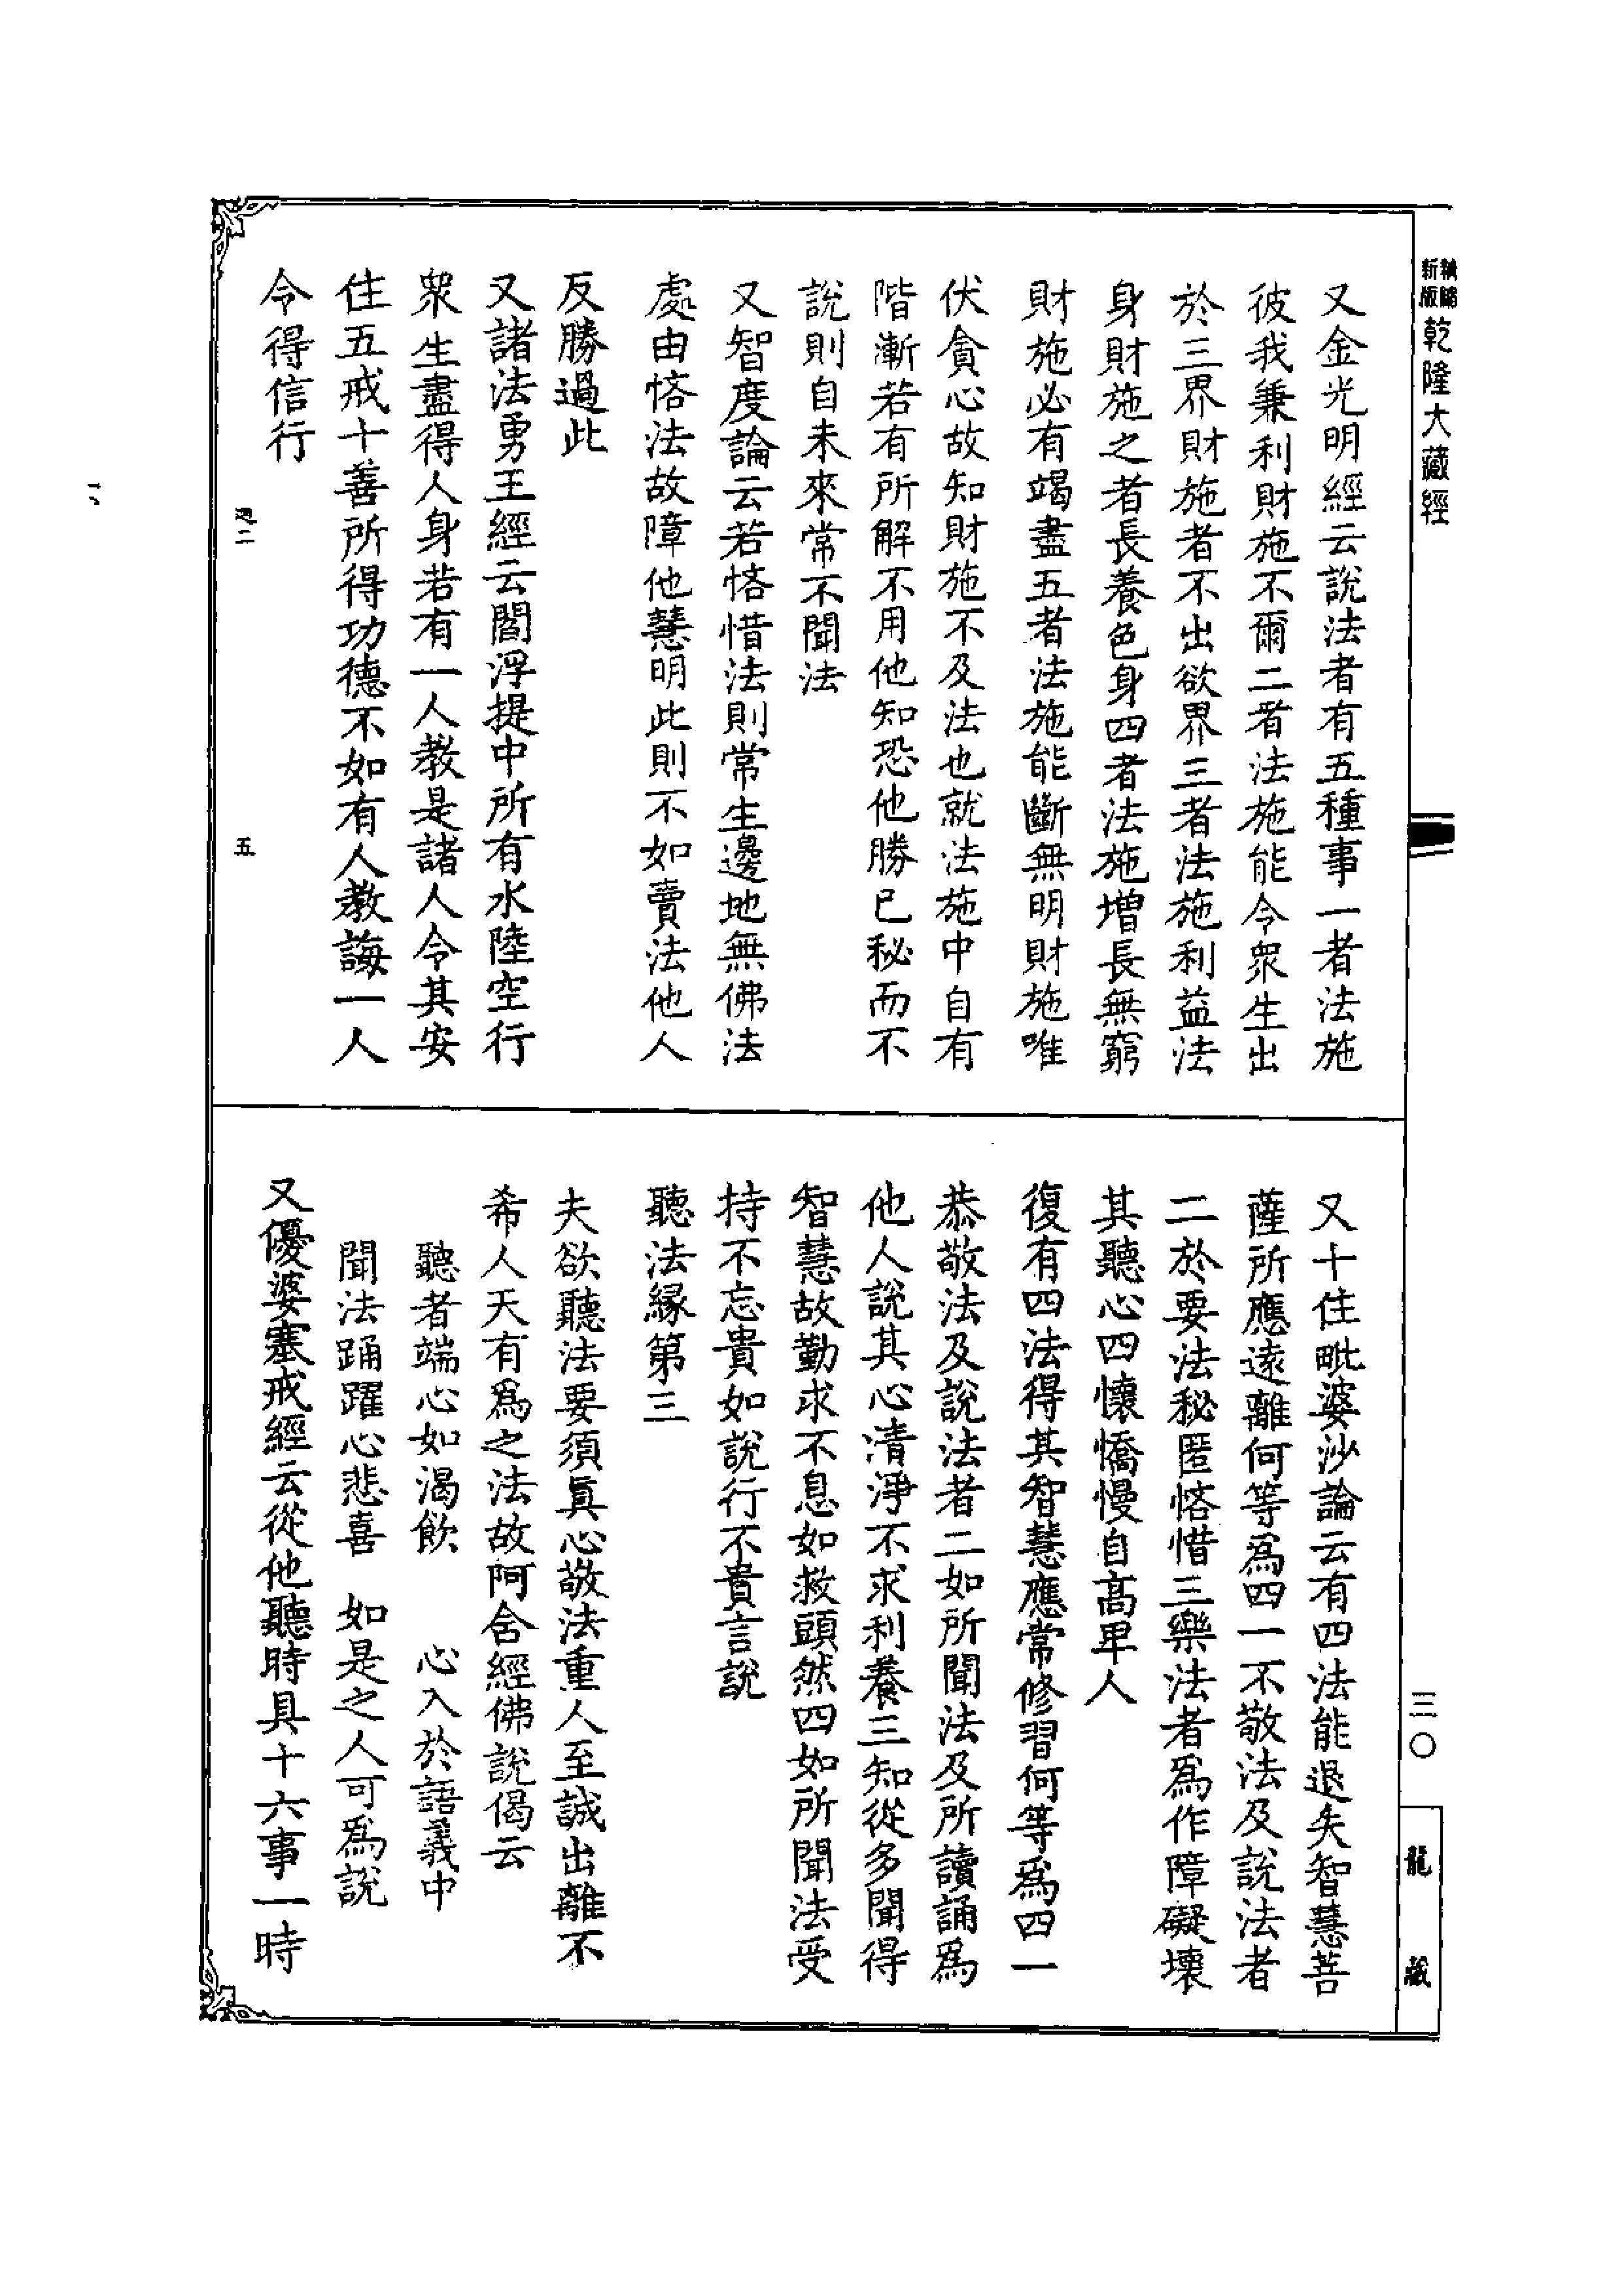 新版
乾隆大藏經
又金光明經云說法者有五種事一者法施
彼我兼利財施不爾二者法施能令衆生出
於三界財施者不出欲界三者法施利益法
身財施之者長養色身四者法施增長無窮
財施必有竭盡五者法施能斷無明財施唯
伏貪心故知財施不及法也就法施中自有
階漸若有所解不用他知恐他勝已秘而不
說則自未來常不聞法
又智度論云若悋惜法則常生邊地無佛法
處由悋法故障他慧明此則不如賣法他人
反勝過此
又諸法勇王經云閻浮提中所有水陸空行
衆生盡得人身若有一人教是諸人令其安
住五戒十善所得功德不如有人教誨一人
令得信行
二
五
又十住毗婆沙論云有四法能退失智慧菩
薩所應遠離何等爲四一不敬法及說法者
二於要法秘匿悋惜三樂法者爲作障礙壞
其聽心四懷憍慢自高卑人
復有四法得其智慧應常修習何等爲四一
恭敬法及說法者二如所聞法及所讀誦爲
他人說其心清淨不求利養三知從多聞得
智慧故勤求不息如救頭然四如所聞法受
持不忘貴如說行不貴言說
聽法緣第三
夫欲聽法要須眞心敬法重人至誠出離不
希人天有爲之法故阿含經佛說偈云
聽者端心如渴飲　心入於語義中
聞法踊躍心悲喜　如是之人可爲說
又優婆塞戒經云從他聽時具十六事一時
三〇
龍藏